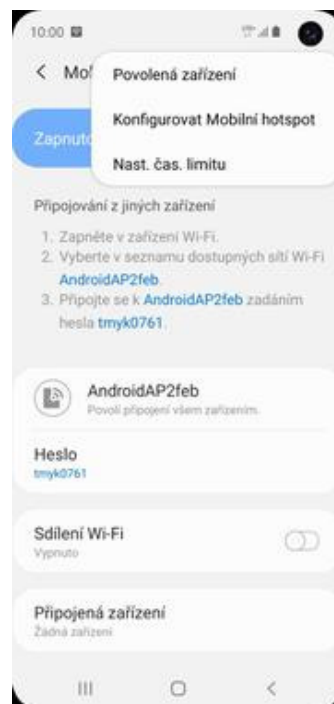 10:00
Mo
Povolená zařízení
Konfigurovat Mobilní hotspot
Nast. čas. limitu
Zapnuto
Připojování z jiných zařízení
1. Zapněte v zařízení Wi-Fi.
2. Vyberte v seznamu dostupných sítí Wi-Fi
AndroidAP2feb.
3. Připojte se k AndroidAP2feb zadáním
hesla tmyk0761.
AndroidAP2feb
Povolí připojení všem zařízením.
Heslo
tmyk0761
Sdílení Wi-Fi
Vypnuto
Připojená zařízení
Žádná zařízení